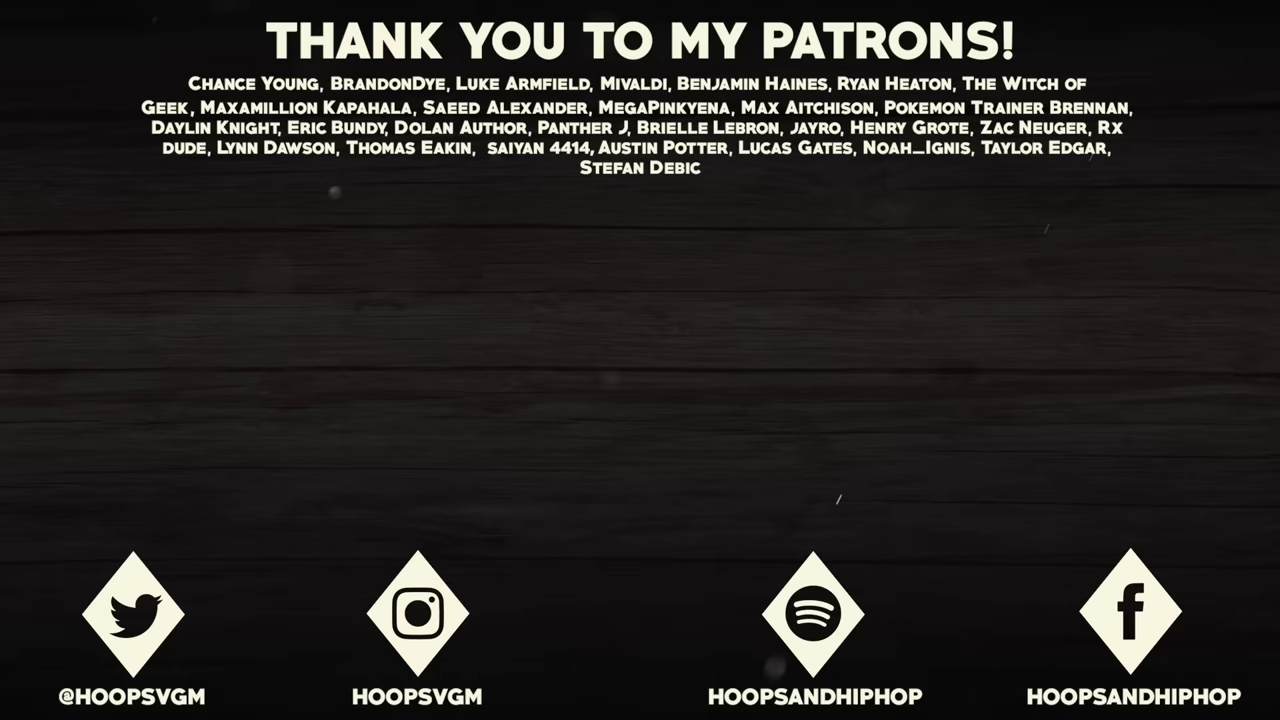 THANK YOU TO MY PATRONS!
CHANCE YOUNG, BRANDONDYE, LUKE ARMFIELD, MIVALDI, BENJAMIN HAINES, RYAN HEATON, THE WITCH OF
GEEK, MAXAMILLION KAPAHALA, SAEED ALEXANDER, MEGAPINKYENA, MAX AITCHISON, POKEMON TRAINER BRENNAN,
DAYLIN KNIGHT, ERIC BUNDY, DOLAN AUTHOR, PANTHER J, BRIELLE LEBRON, JAYRO, HENRY GROTE, ZAC NEUGER, RX
DUDE, LYNN DAWSON, THOMAS EAKIN, SAIYAN 4414, AUSTIN POTTER, LUCAS GATES, NOAH_IGNIS, TAYLOR EDGAR,
STEFAN DEBIC
@HOOPSVGM
HOOPSVGM
HOOPSANDHIPHOP
HOOPSANDHIPHOP